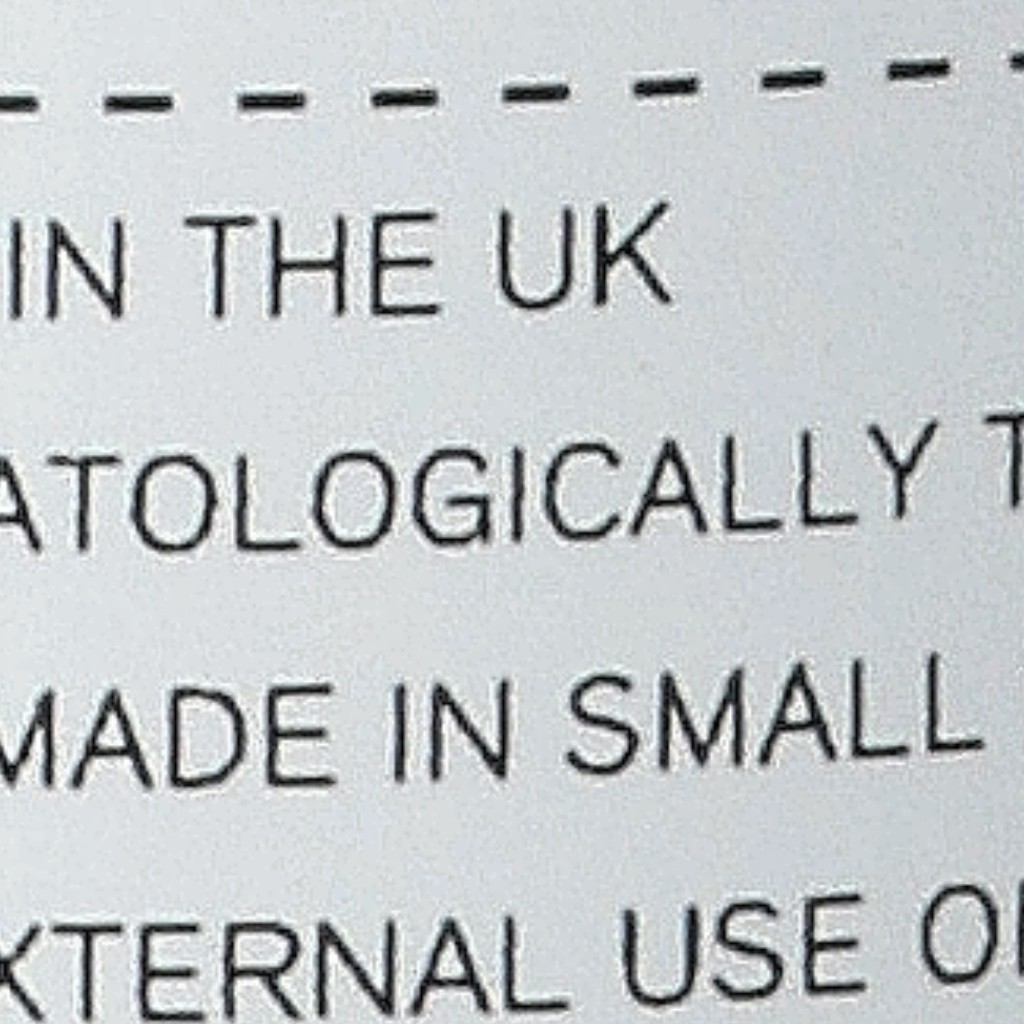 IN THE UK
ATOLOGICALLY T
MADE IN SMALL
XTERNAL USE O